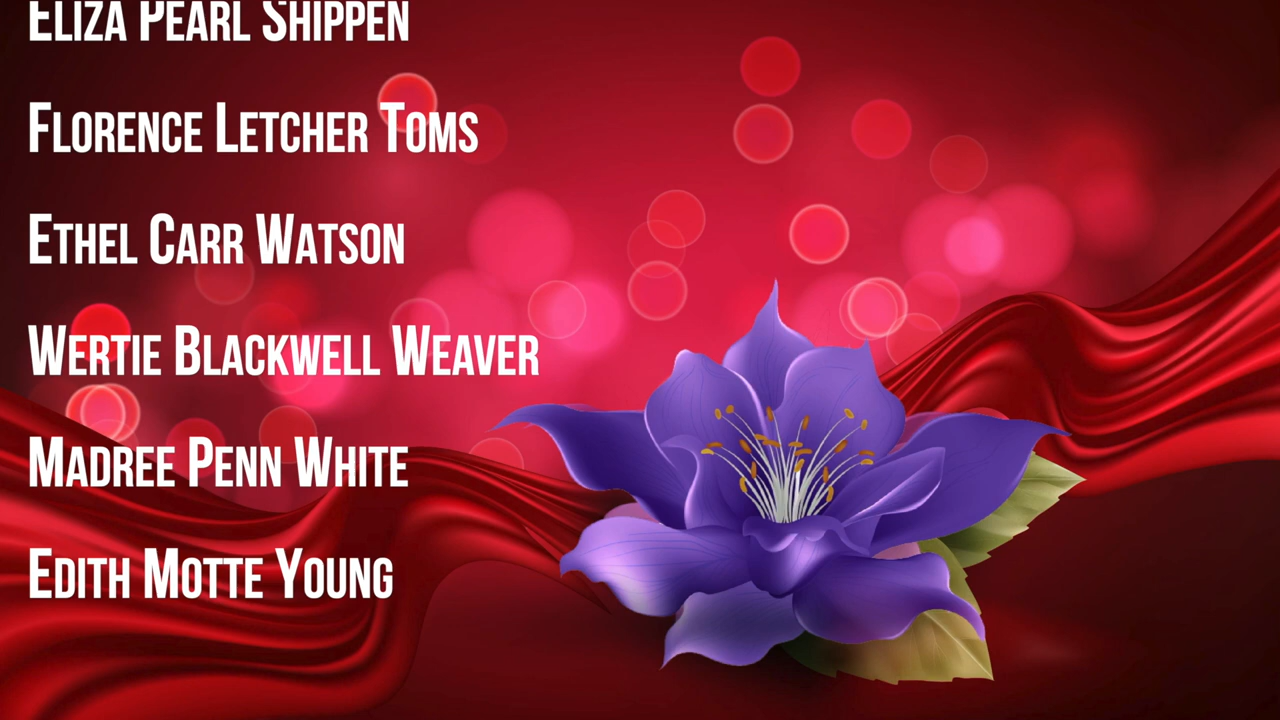 Eliza Pearl Shippen
Florence Letcher Toms
Ethel Carr Watson
Wertie Blackwell Weaver
Madree Penn White
Edith Motte Young